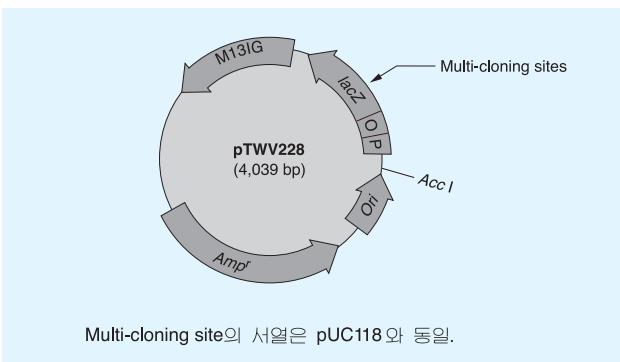 M13IG
lacZ
O
P
Multi-cloning sites
pTWV228
(4,039 bp)
Acc I
Ori
Ampr
Multi-cloning site의 서열은 pUC118와 동일.